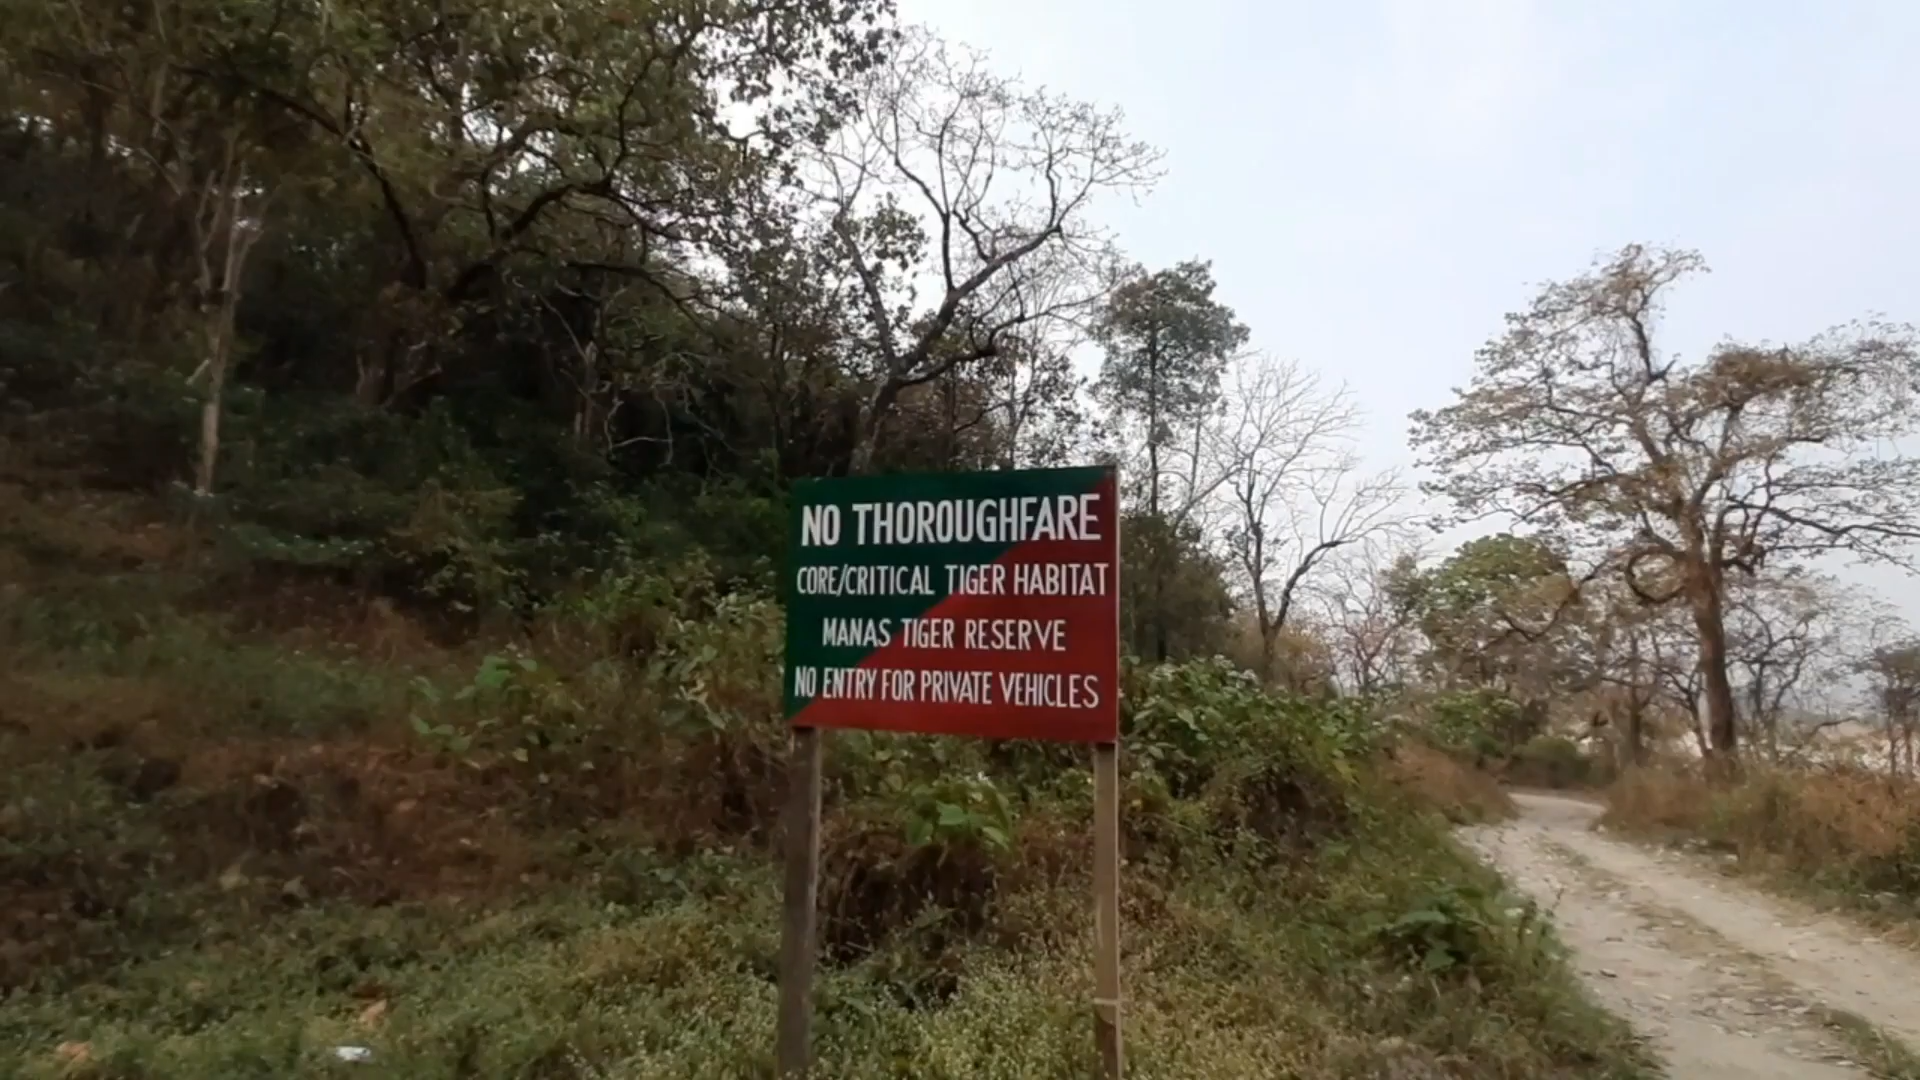 NO THOROUGHFARE
CORE/CRITICAL TIGER HABITAT
MANAS TIGER RESERVE
NO ENTRY FOR PRIVATE VEHICLES